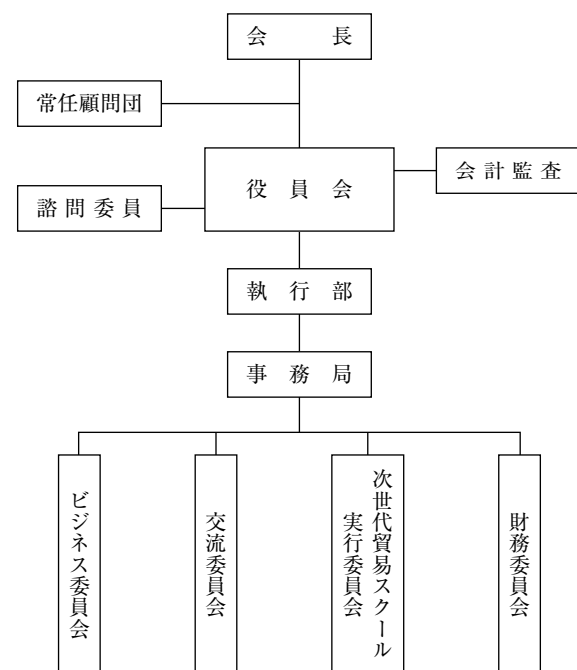 会長
常任顧問団
役員会
会計監査
諮問委員
執行部
事務局
ビジネス委員会
交流委員会
次世代貿易スクール
実行委員会
財務委員会